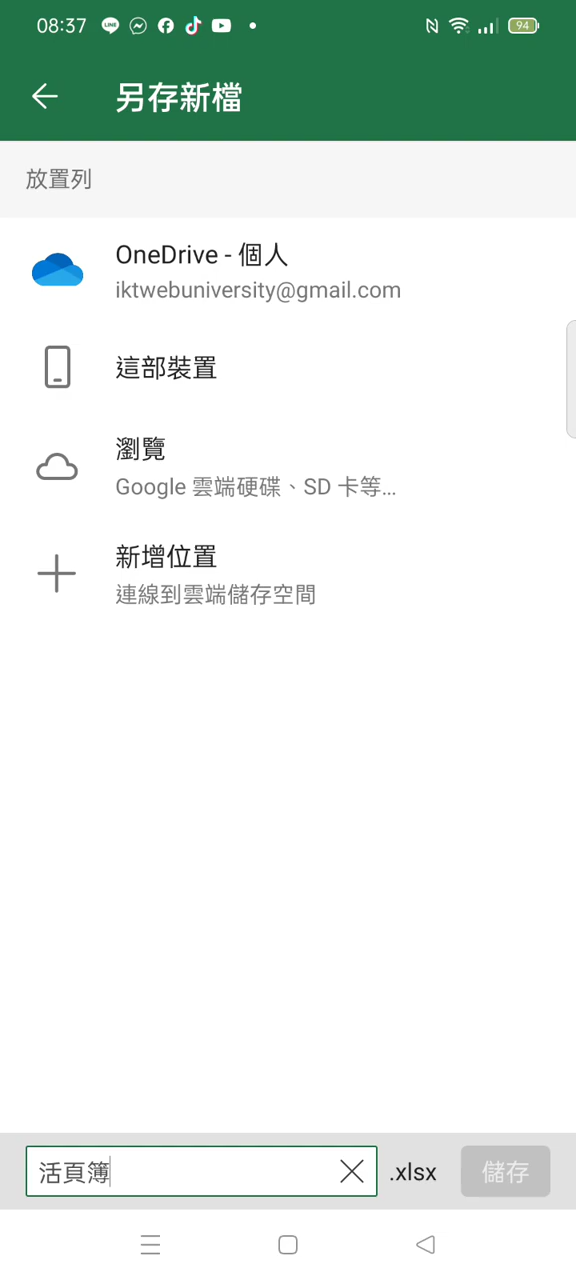 08:37
LINE
94
另存新檔
放置列
OneDrive - 個人
iktwebuniversity@gmail.com
這部裝置
瀏覽
Google 雲端硬碟、SD 卡等...
新增位置
連線到雲端儲存空間
活頁簿
.xlsx
儲存